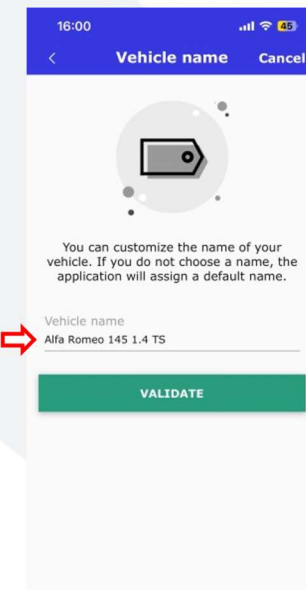 16:00
45
Vehicle name
Cancel
You can customize the name of your
vehicle. If you do not choose a name, the
application will assign a default name.
Vehicle name
Alfa Romeo 145 1.4 TS
VALIDATE